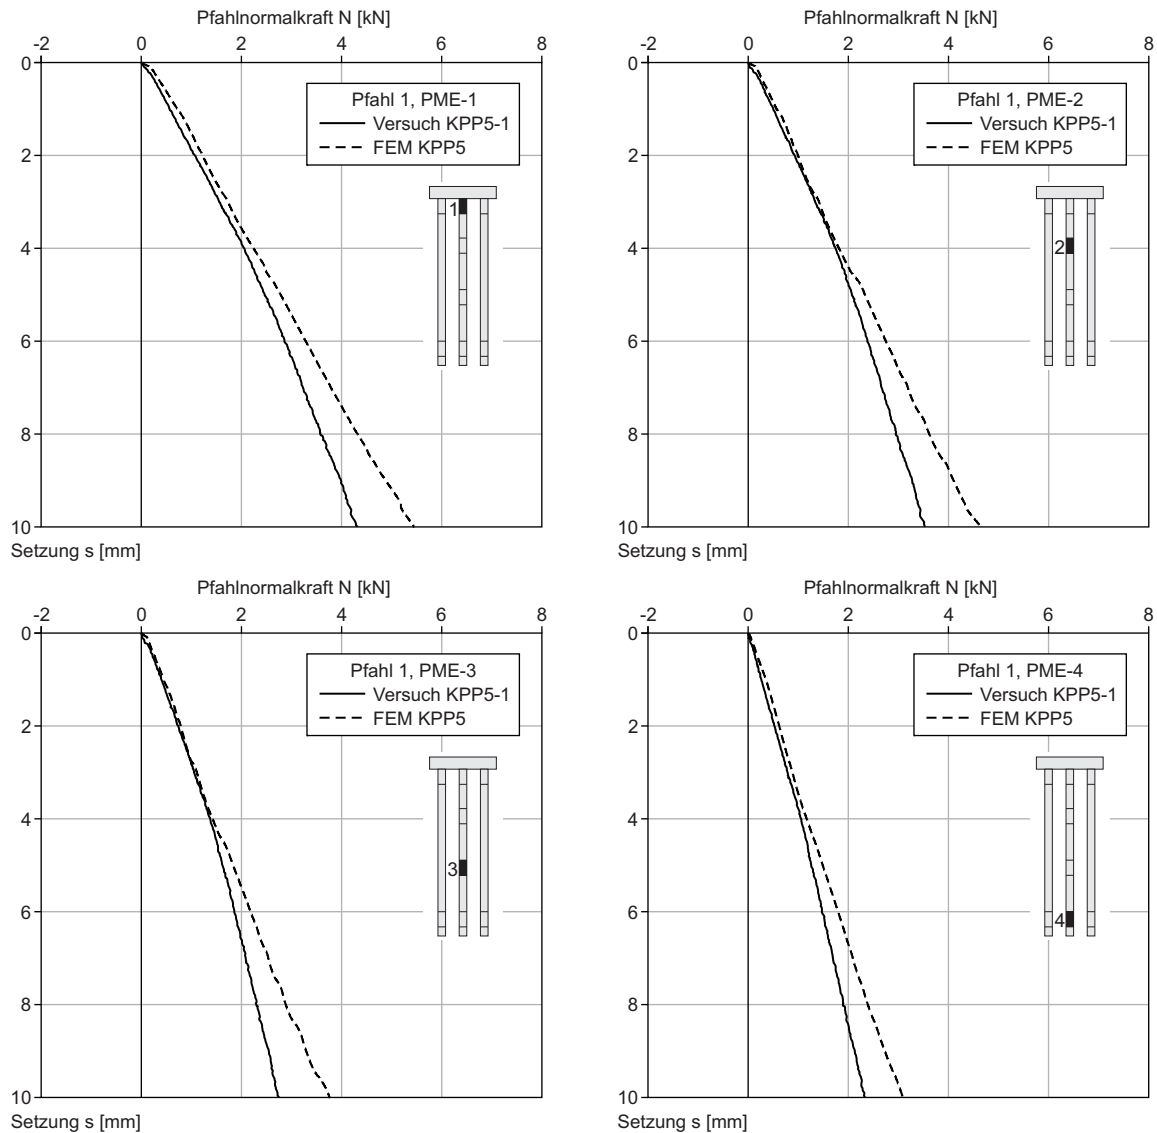 Pfahlnormalkraft N [kN]
-2 0 2 4 6 8
0
2
4
6
8
10
Pfahl 1, PME-1
Versuch KPP5-1
FEM KPP5
1
Setzung s [mm]
Pfahlnormalkraft N [kN]
-2 0 2 4 6 8
0
2
4
6
8
10
Pfahl 1, PME-2
Versuch KPP5-1
FEM KPP5
2
Setzung s [mm]
Pfahlnormalkraft N [kN]
-2 0 2 4 6 8
0
2
4
6
8
10
Pfahl 1, PME-3
Versuch KPP5-1
FEM KPP5
3
Setzung s [mm]
Pfahlnormalkraft N [kN]
-2 0 2 4 6 8
0
2
4
6
8
10
Pfahl 1, PME-4
Versuch KPP5-1
FEM KPP5
4
Setzung s [mm]